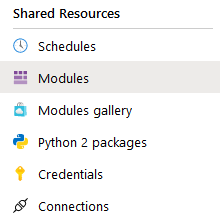 Shared Resources
Schedules
Modules
Modules gallery
Python 2 packages
Credentials
Connections